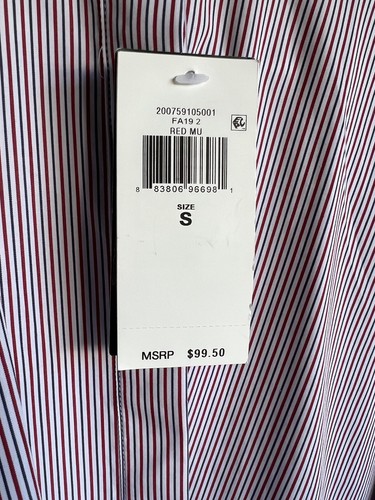 200759105001
FA19 2
RED MU
8 83806 96698 1
SIZE
S
MSRP $99.50